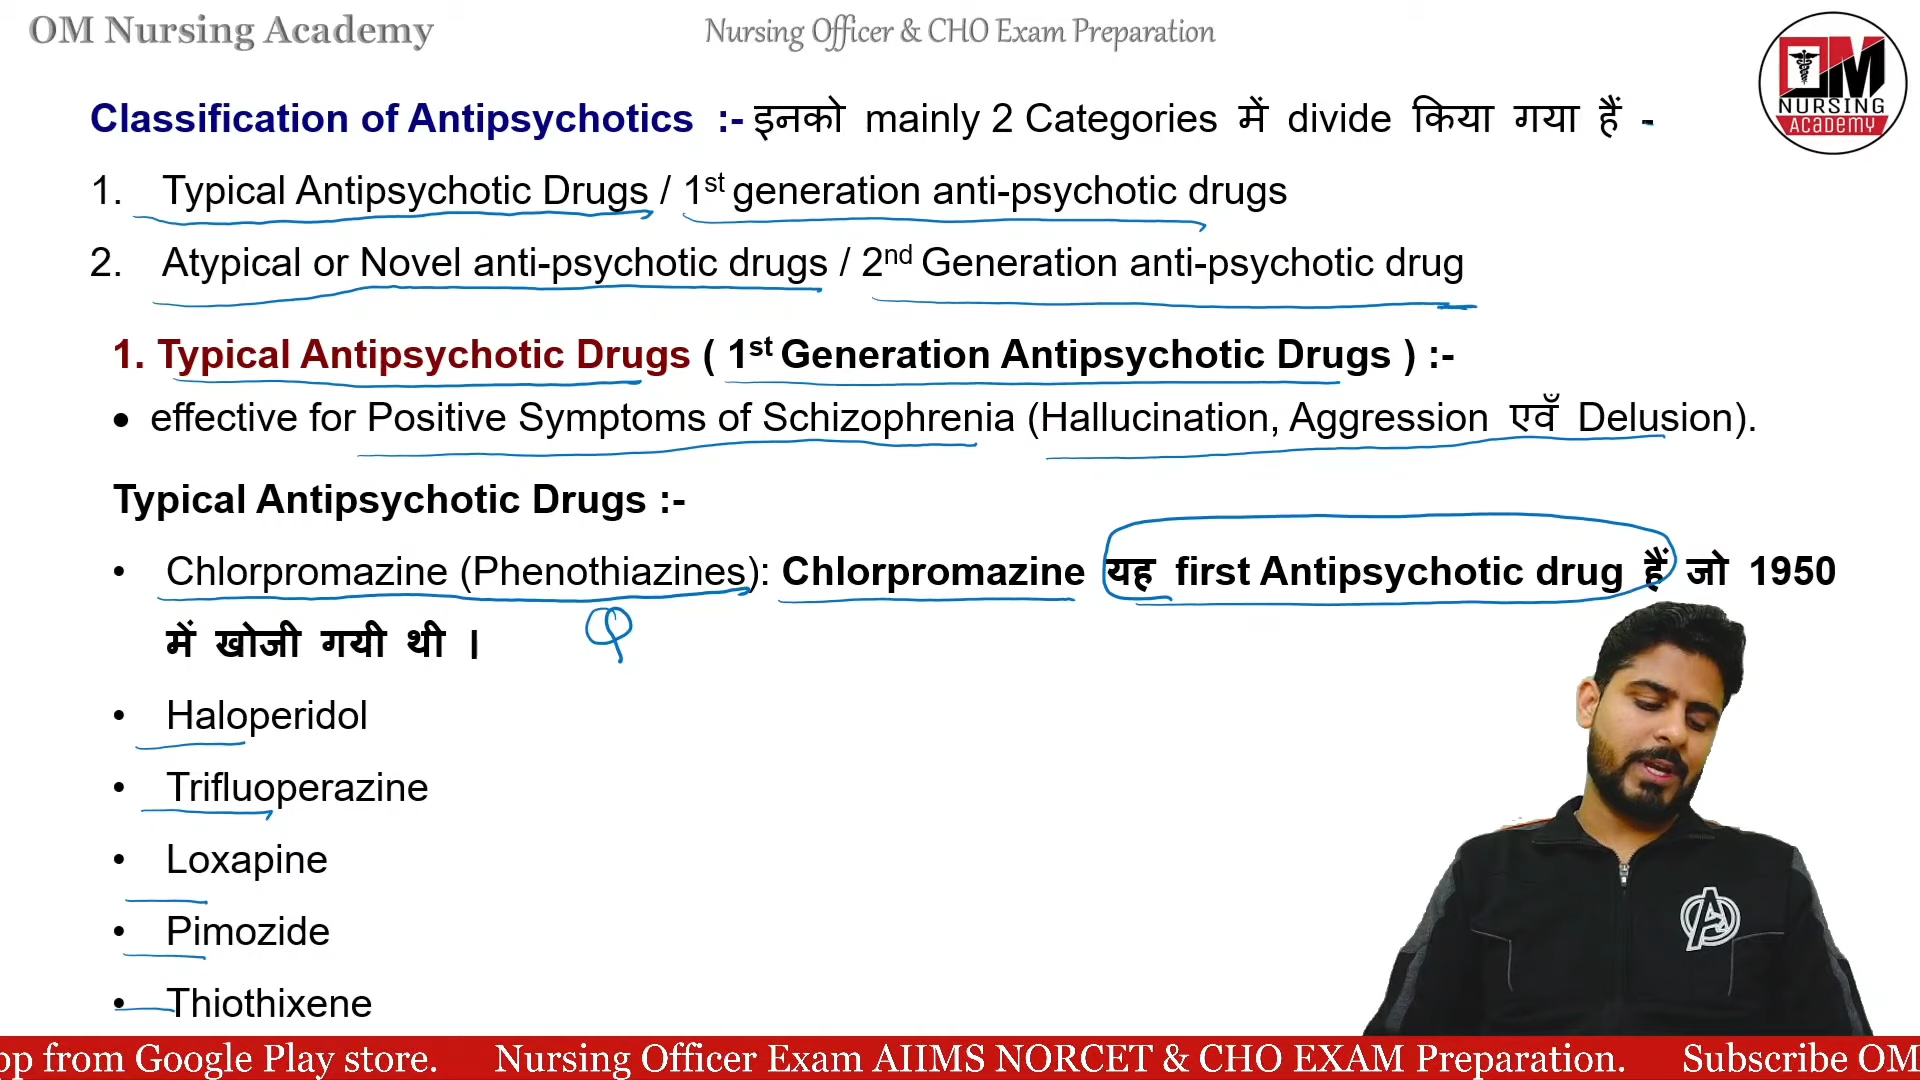 OM Nursing Academy
Nursing Officer & CHO Exam Preparation
OM
NURSING
ACADEMY
Classification of Antipsychotics :- इनको mainly 2 Categories में divide किया गया हैं -
1. Typical Antipsychotic Drugs / 1st generation anti-psychotic drugs
2. Atypical or Novel anti-psychotic drugs / 2nd Generation anti-psychotic drug
1. Typical Antipsychotic Drugs ( 1st Generation Antipsychotic Drugs ) :-
• effective for Positive Symptoms of Schizophrenia (Hallucination, Aggression एवँ Delusion).
Typical Antipsychotic Drugs :-
• Chlorpromazine (Phenothiazines): Chlorpromazine यह first Antipsychotic drug हैं जो 1950
में खोजी गयी थी ।
• Haloperidol
• Trifluoperazine
• Loxapine
• Pimozide
• Thiothixene
pp from Google Play store. Nursing Officer Exam AIIMS NORCET & CHO EXAM Preparation. Subscribe OM